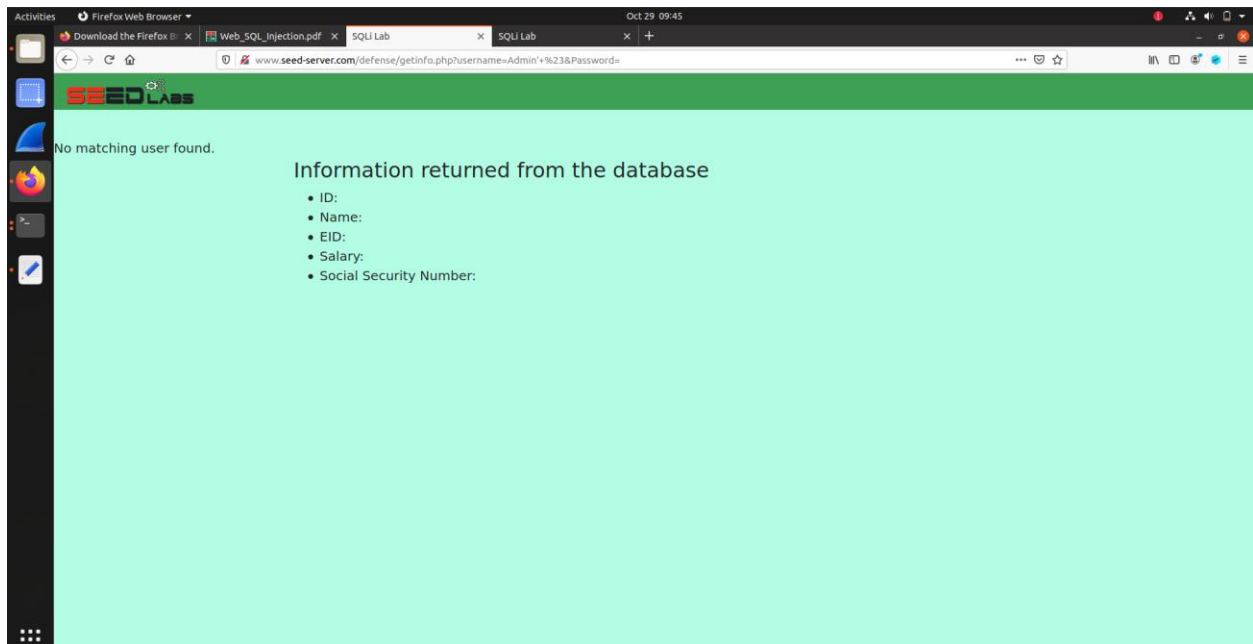 Activities Firefox Web Browser Oct 29 09:45
Download the Firefox Br Web_SQL_Injection.pdf SQLi Lab SQLi Lab
www.seed-server.com/defense/getinfo.php?username=Admin'+%23&Password=
SEEDLABS
No matching user found.
Information returned from the database
• ID:
• Name:
• EID:
• Salary:
• Social Security Number: